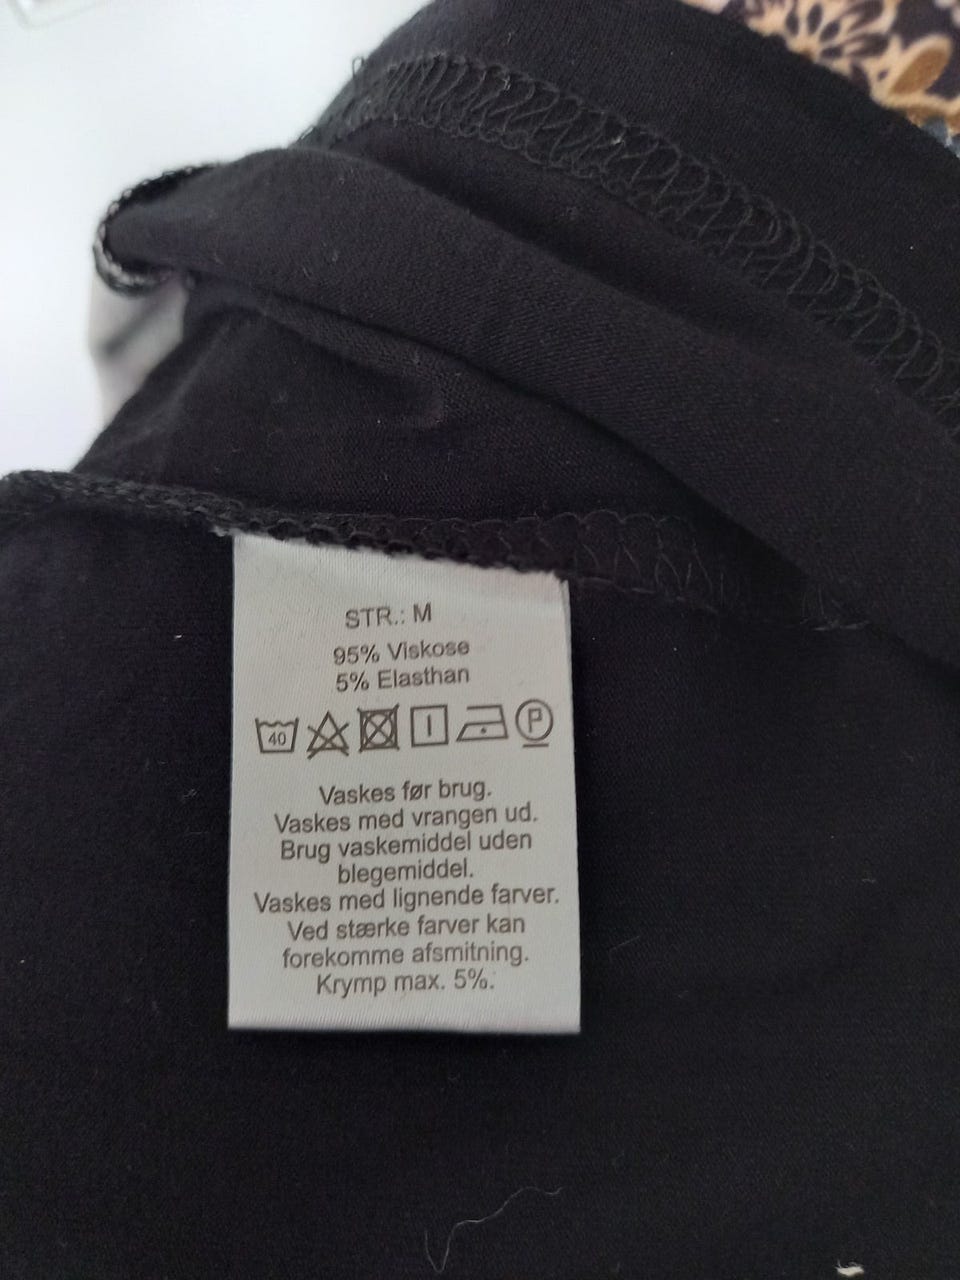 STR.: M
95% Viskose
5% Elasthan
40 P
Vaskes før brug.
Vaskes med vrangen ud.
Brug vaskemiddel uden
blegemiddel.
Vaskes med lignende farver.
Ved stærke farver kan
forekomme afsmitning.
Krymp max. 5%.